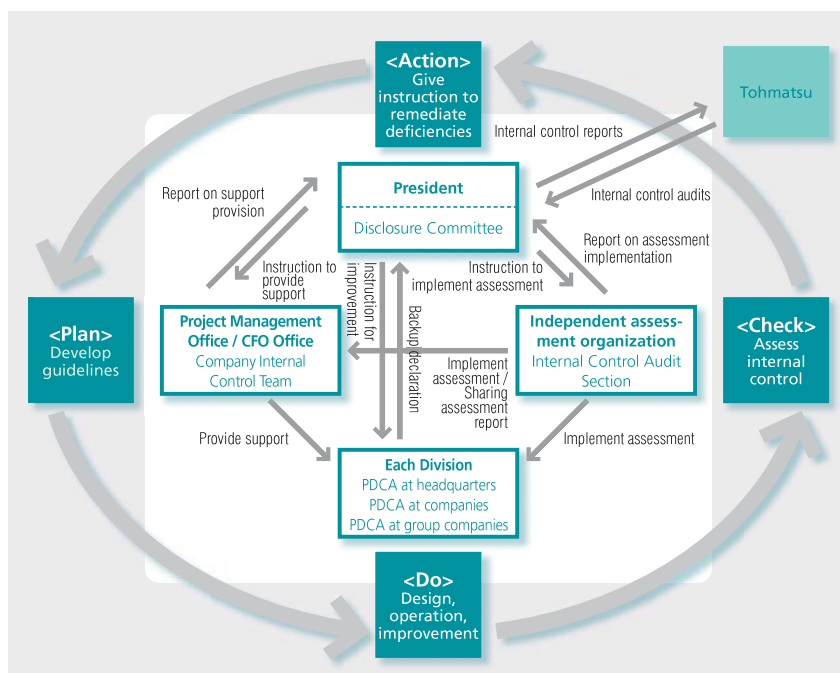 <Action>
Give
instruction to
remediate
deficiencies
Tohmatsu
Internal control reports
Internal control audits
President
Disclosure Committee
Report on support
provision
Instruction to
provide
support
Instruction for
improvement
Backup declaration
Instruction to
implement assessment
Report on assessment
implementation
<Plan>
Develop
guidelines
Project Management
Office / CFO Office
Company Internal
Control Team
Independent assess-
ment organization
Internal Control Audit
Section
<Check>
Assess
internal
control
Implement
assessment /
Sharing
assessment
report
Provide support
Implement assessment
Each Division
PDCA at headquarters
PDCA at companies
PDCA at group companies
<Do>
Design,
operation,
improvement